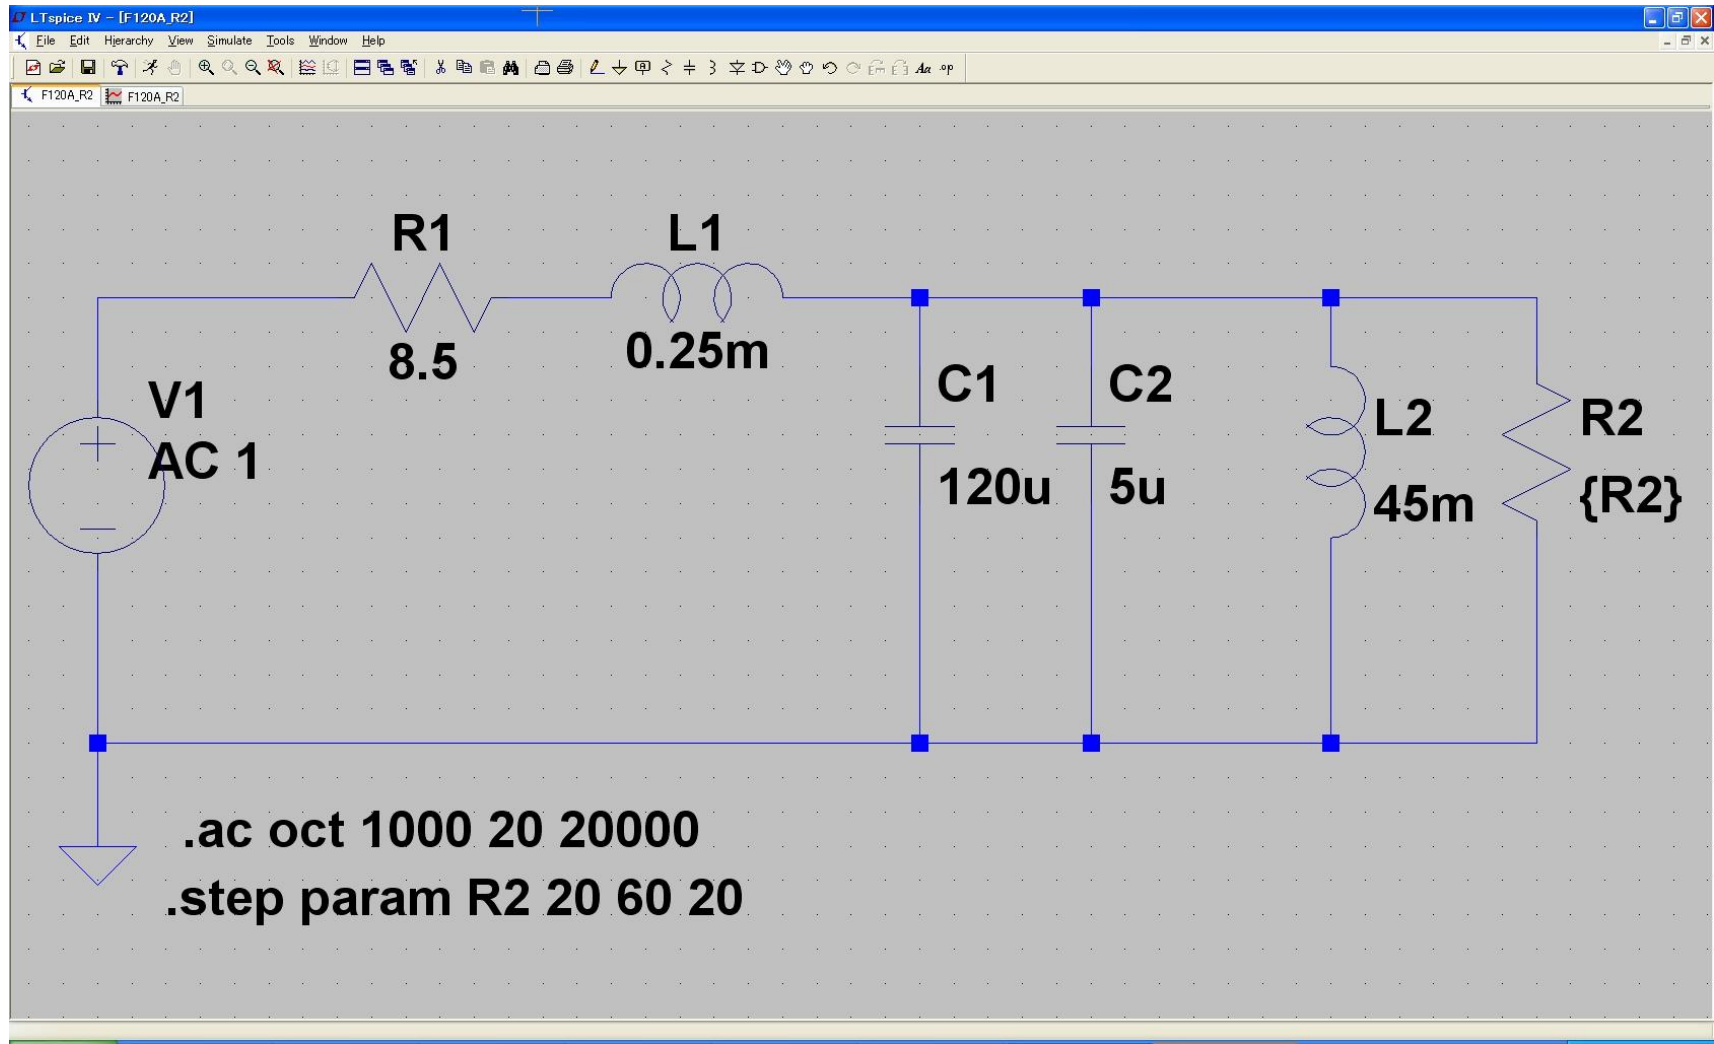 LTspice IV - [F120A_R2]
File Edit Hierarchy View Simulate Tools Window Help
Aa .op
F120A_R2 F120A_R2
R1
L1
8.5
0.25m
V1
AC 1
C1
120u
C2
5u
L2
45m
R2
{R2}
.ac oct 1000 20 20000
.step param R2 20 60 20